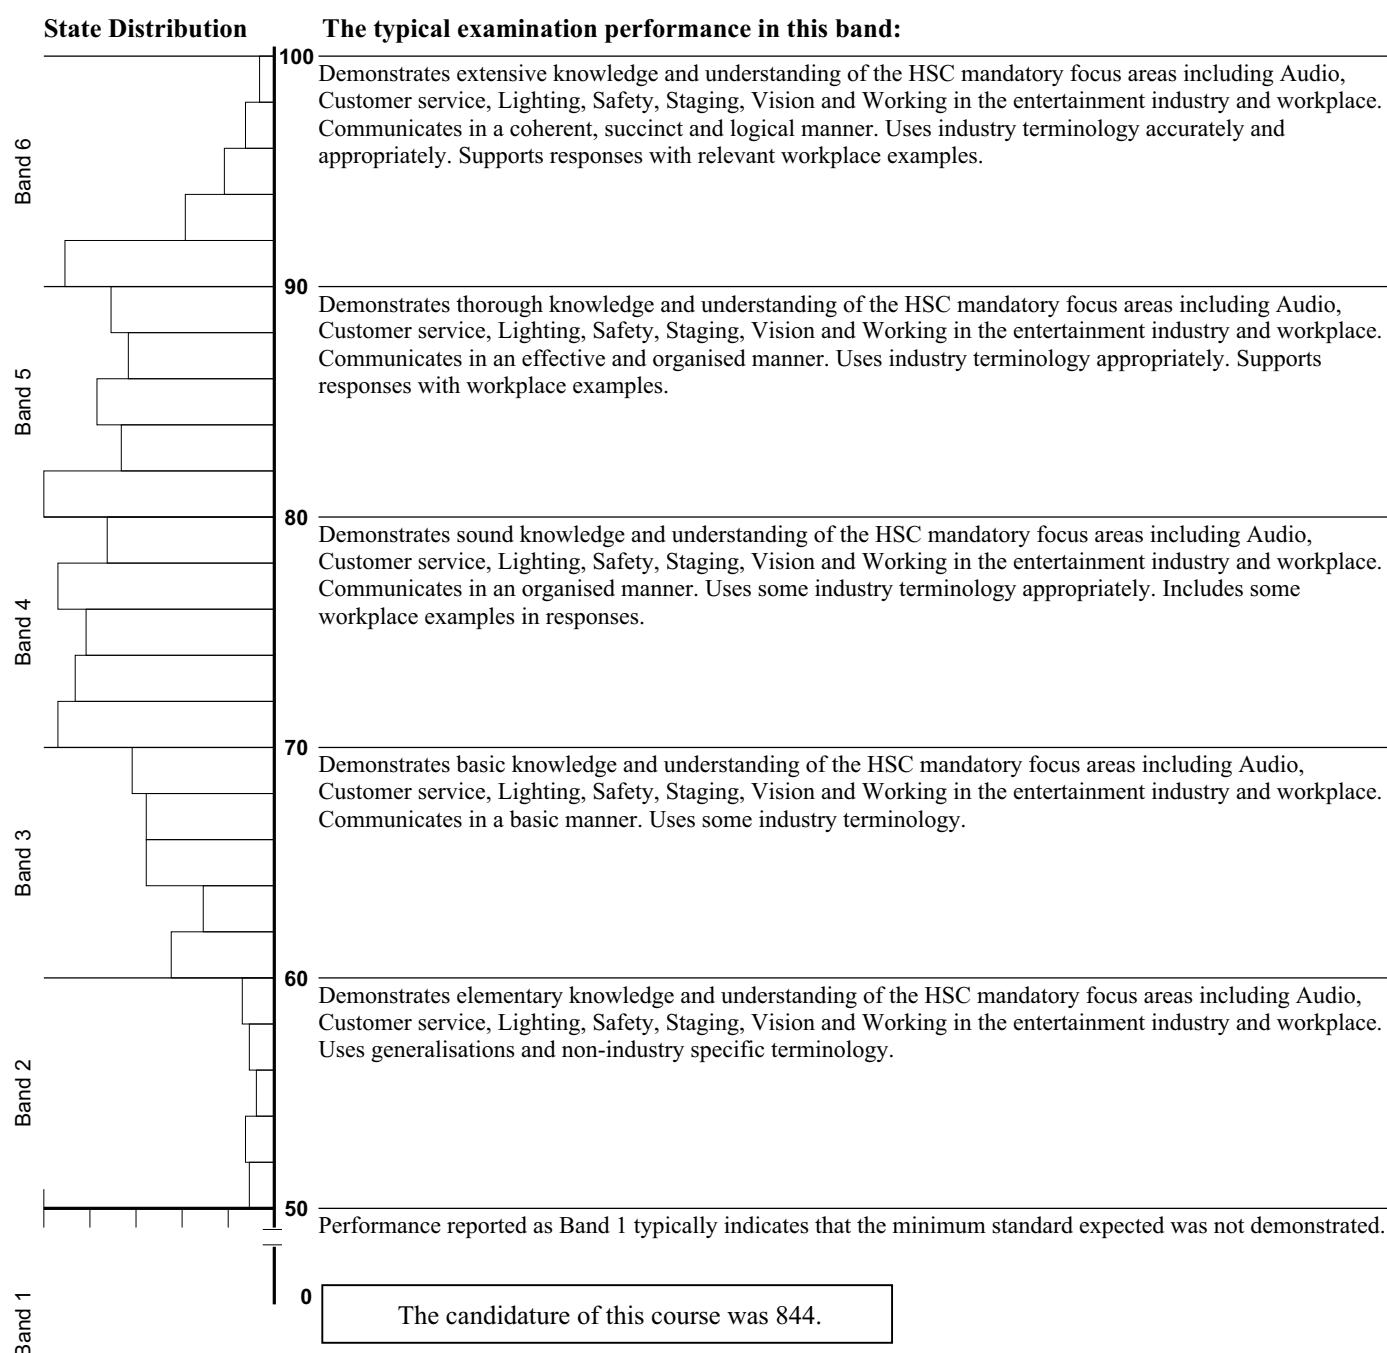 State Distribution
The typical examination performance in this band:
100
Demonstrates extensive knowledge and understanding of the HSC mandatory focus areas including Audio,
Customer service, Lighting, Safety, Staging, Vision and Working in the entertainment industry and workplace.
Communicates in a coherent, succinct and logical manner. Uses industry terminology accurately and
appropriately. Supports responses with relevant workplace examples.
Band 6
90
Demonstrates thorough knowledge and understanding of the HSC mandatory focus areas including Audio,
Customer service, Lighting, Safety, Staging, Vision and Working in the entertainment industry and workplace.
Communicates in an effective and organised manner. Uses industry terminology appropriately. Supports
responses with workplace examples.
Band 5
80
Demonstrates sound knowledge and understanding of the HSC mandatory focus areas including Audio,
Customer service, Lighting, Safety, Staging, Vision and Working in the entertainment industry and workplace.
Communicates in an organised manner. Uses some industry terminology appropriately. Includes some
workplace examples in responses.
Band 4
70
Demonstrates basic knowledge and understanding of the HSC mandatory focus areas including Audio,
Customer service, Lighting, Safety, Staging, Vision and Working in the entertainment industry and workplace.
Communicates in a basic manner. Uses some industry terminology.
Band 3
60
Demonstrates elementary knowledge and understanding of the HSC mandatory focus areas including Audio,
Customer service, Lighting, Safety, Staging, Vision and Working in the entertainment industry and workplace.
Uses generalisations and non-industry specific terminology.
Band 2
50
Performance reported as Band 1 typically indicates that the minimum standard expected was not demonstrated.
0
The candidature of this course was 844.
Band 1